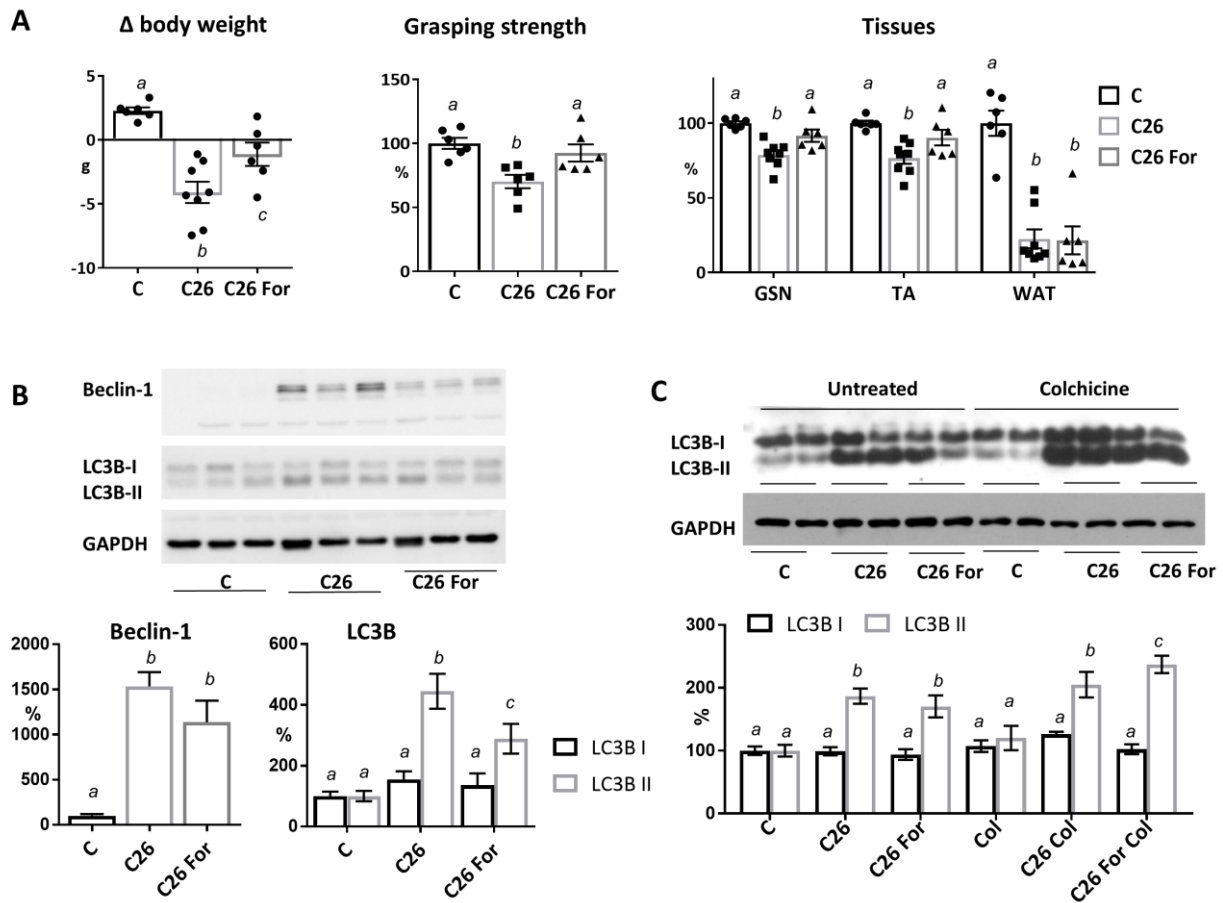 A
Δ body weight
Grasping strength
Tissues
5
0
g
-5
-10
a
b
c
C
C26
C26 For
150
100
%
50
0
a
b
a
C
C26
C26 For
100
%
50
0
a
b
a
a
b
a
a
b
b
GSN
TA
WAT
C
C26
C26 For
B
Beclin-1
LC3B-I
LC3B-II
GAPDH
C
C26
C26 For
Beclin-1
2000
1500
%
1000
500
0
a
b
b
C
C26
C26 For
LC3B
600
400
%
200
0
a
a
a
b
a
c
C
C26
C26 For
LC3B I
LC3B II
C
Untreated
Colchicine
LC3B-I
LC3B-II
GAPDH
C
C26
C26 For
C
C26
C26 For
LC3B I
LC3B II
300
200
%
100
0
a
a
a
b
a
b
a
a
a
b
a
c
C
C26
C26 For
Col
C26 Col
C26 For Col